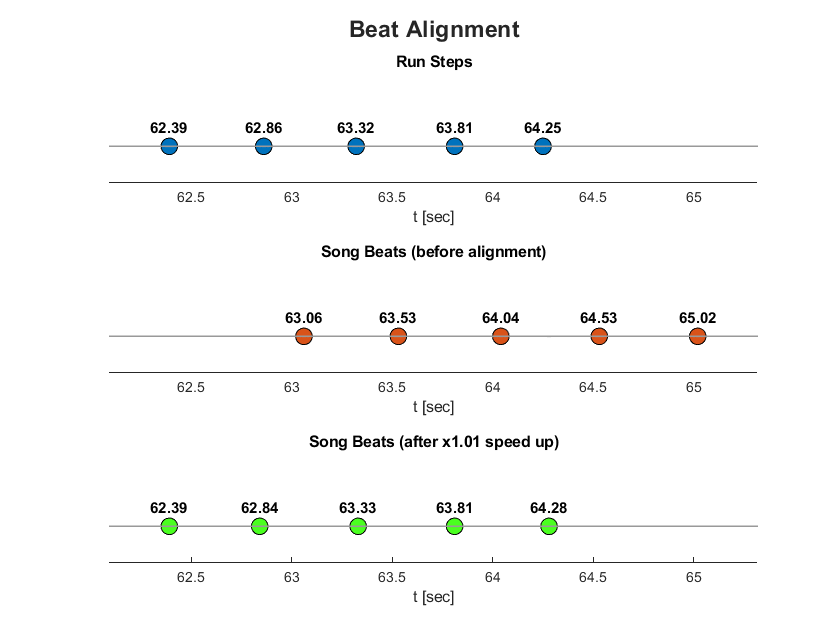 Beat Alignment
Run Steps
62.39 62.86 63.32 63.81 64.25
62.5 63 63.5 64 64.5 65
t [sec]
Song Beats (before alignment)
63.06 63.53 64.04 64.53 65.02
62.5 63 63.5 64 64.5 65
t [sec]
Song Beats (after x1.01 speed up)
62.39 62.84 63.33 63.81 64.28
62.5 63 63.5 64 64.5 65
t [sec]